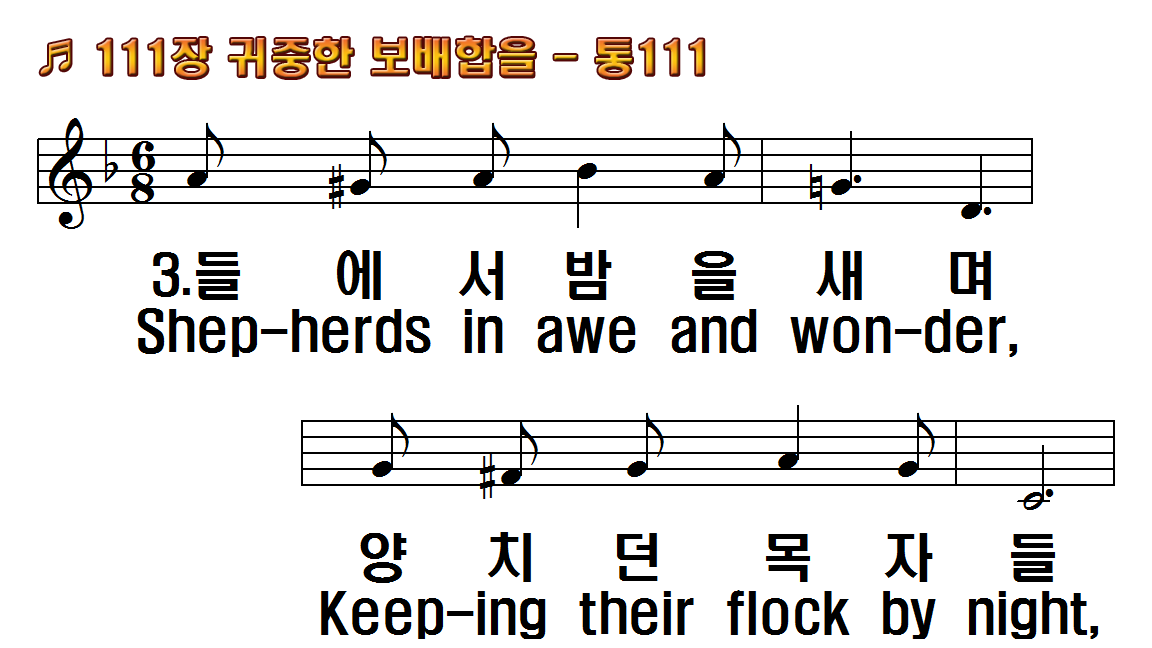 ♬ 111장 귀중한 보배합을 - 통111
6
8
3.들 에 서 밤 을 새 며
Shep-herds in awe and won-der,
양 치 던 목 자 들
Keep-ing their flock by night,